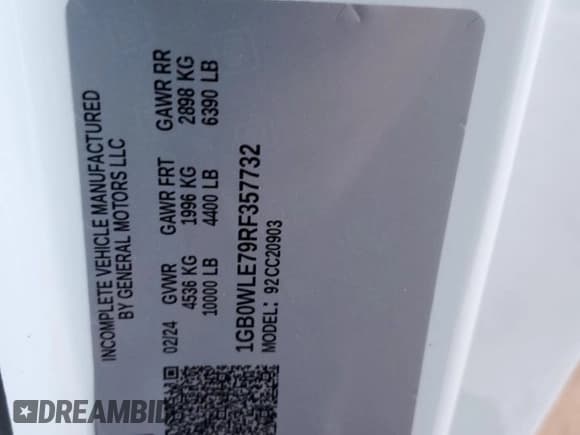 INCOMPLETE VEHICLE MANUFACTURED
BY GENERAL MOTORS LLC
02/24 GVWR GAWR FRT GAWR RR
4536 KG 1996 KG 2898 KG
10000 LB 4400 LB 6390 LB
1GB0WLE79RF357732
MODEL: 92CC20903
DREAMBID